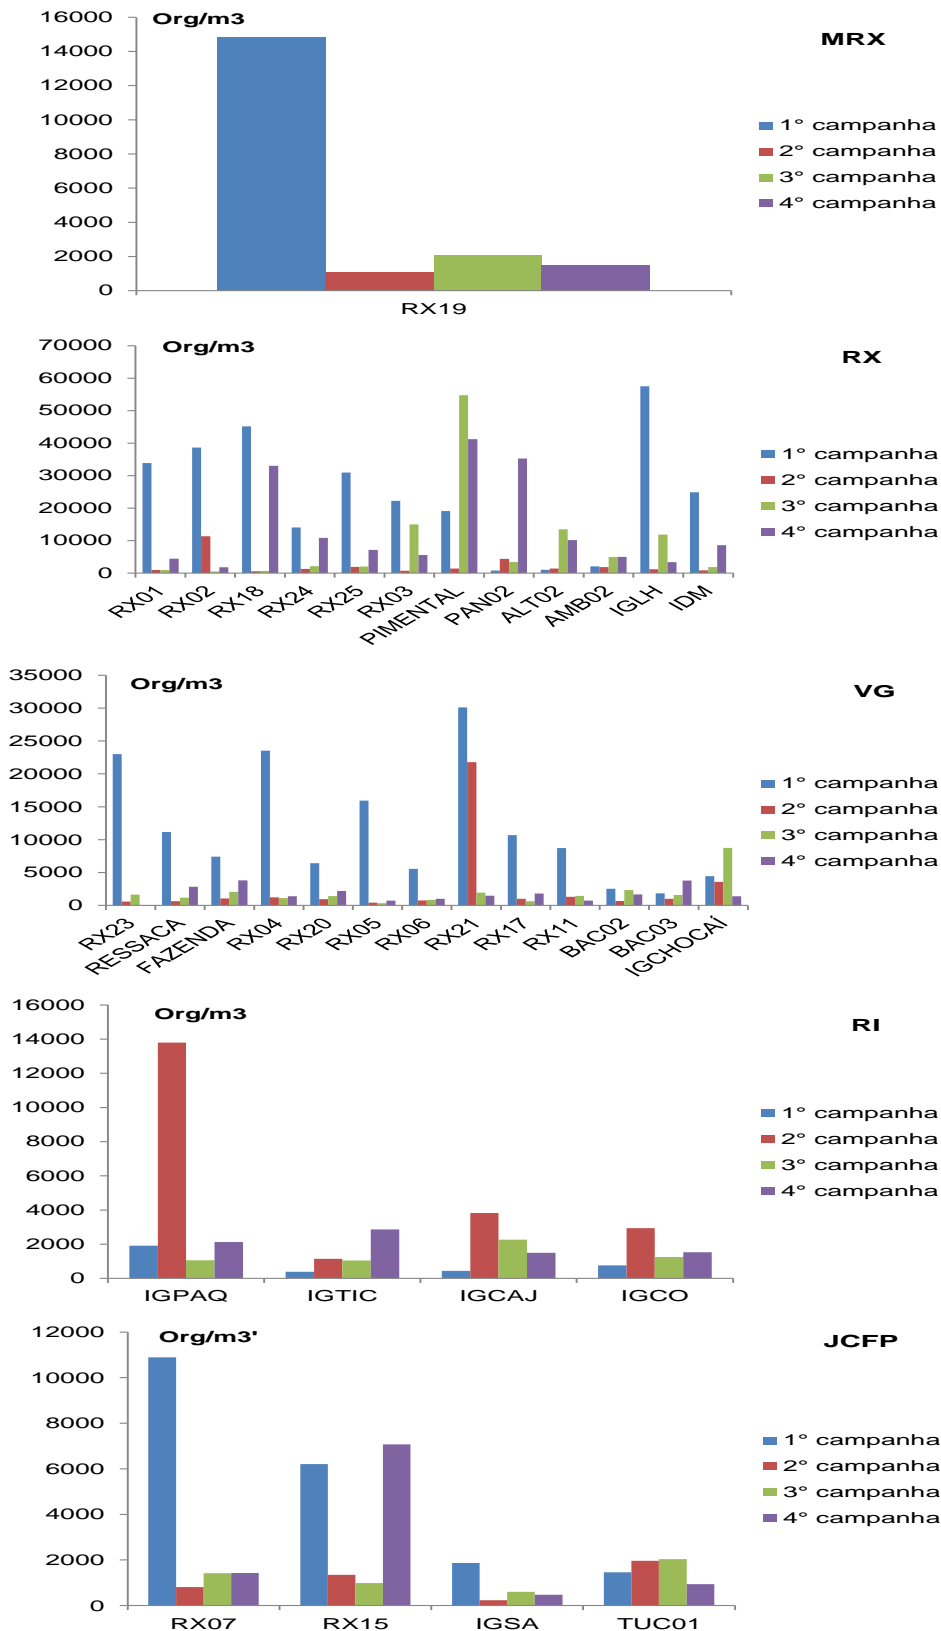 Org/m3
MRX
16000
14000
12000
10000
8000
6000
4000
2000
0
1° campanha
2° campanha
3° campanha
4° campanha
RX19
Org/m3
RX
70000
60000
50000
40000
30000
20000
10000
0
1° campanha
2° campanha
3° campanha
4° campanha
RX01 RX02 RX18 RX24 RX25 RX03 PIMENTAL PAN02 ALT02 AMB02 IGLH IDM
Org/m3
VG
35000
30000
25000
20000
15000
10000
5000
0
1° campanha
2° campanha
3° campanha
4° campanha
RX23 RESSACA FAZENDA RX04 RX20 RX05 RX06 RX21 RX17 RX11 BAC02 BAC03 IGCHOCAÍ
Org/m3
RI
16000
14000
12000
10000
8000
6000
4000
2000
0
1° campanha
2° campanha
3° campanha
4° campanha
IGPAQ IGTIC IGCAJ IGCO
Org/m3'
JCFP
12000
10000
8000
6000
4000
2000
0
1° campanha
2° campanha
3° campanha
4° campanha
RX07 RX15 IGSA TUC01